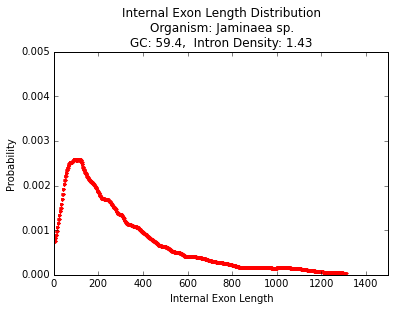 Internal Exon Length Distribution
Organism: Jaminaea sp.
GC: 59.4,  Intron Density: 1.43
0.005
0.004
0.003
0.002
0.001
0.000
Probability
0 200 400 600 800 1000 1200 1400
Internal Exon Length